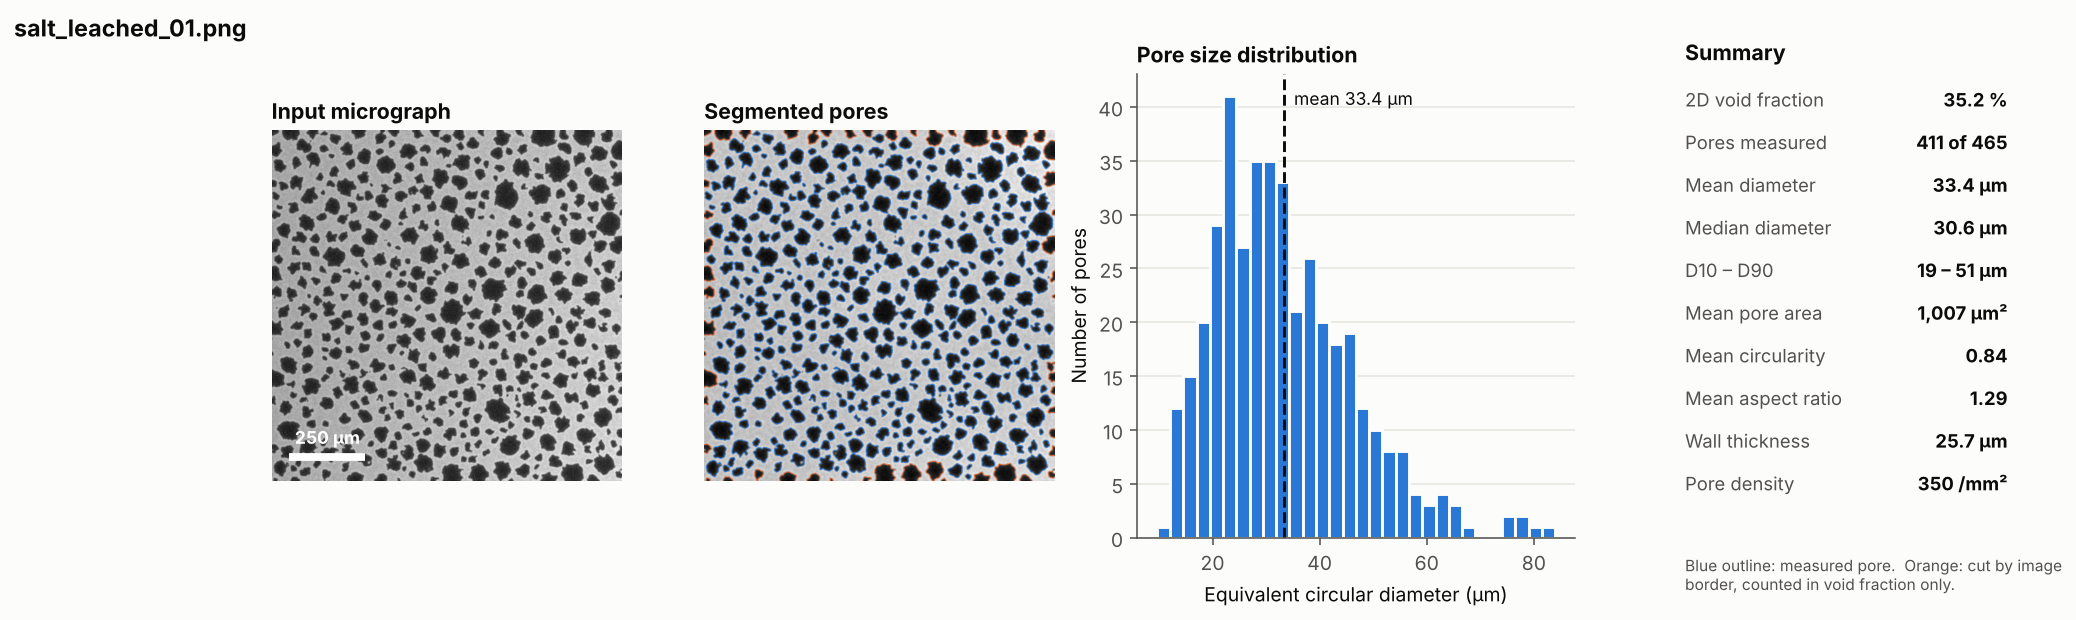 salt_leached_01.png
Input micrograph
250 µm
Segmented pores
Pore size distribution
mean 33.4 µm
Number of pores
40
35
30
25
20
15
10
5
0
20 40 60 80
Equivalent circular diameter (µm)
Summary
2D void fraction 35.2 %
Pores measured 411 of 465
Mean diameter 33.4 µm
Median diameter 30.6 µm
D10 – D90 19 – 51 µm
Mean pore area 1,007 µm²
Mean circularity 0.84
Mean aspect ratio 1.29
Wall thickness 25.7 µm
Pore density 350 /mm²
Blue outline: measured pore. Orange: cut by image
border, counted in void fraction only.